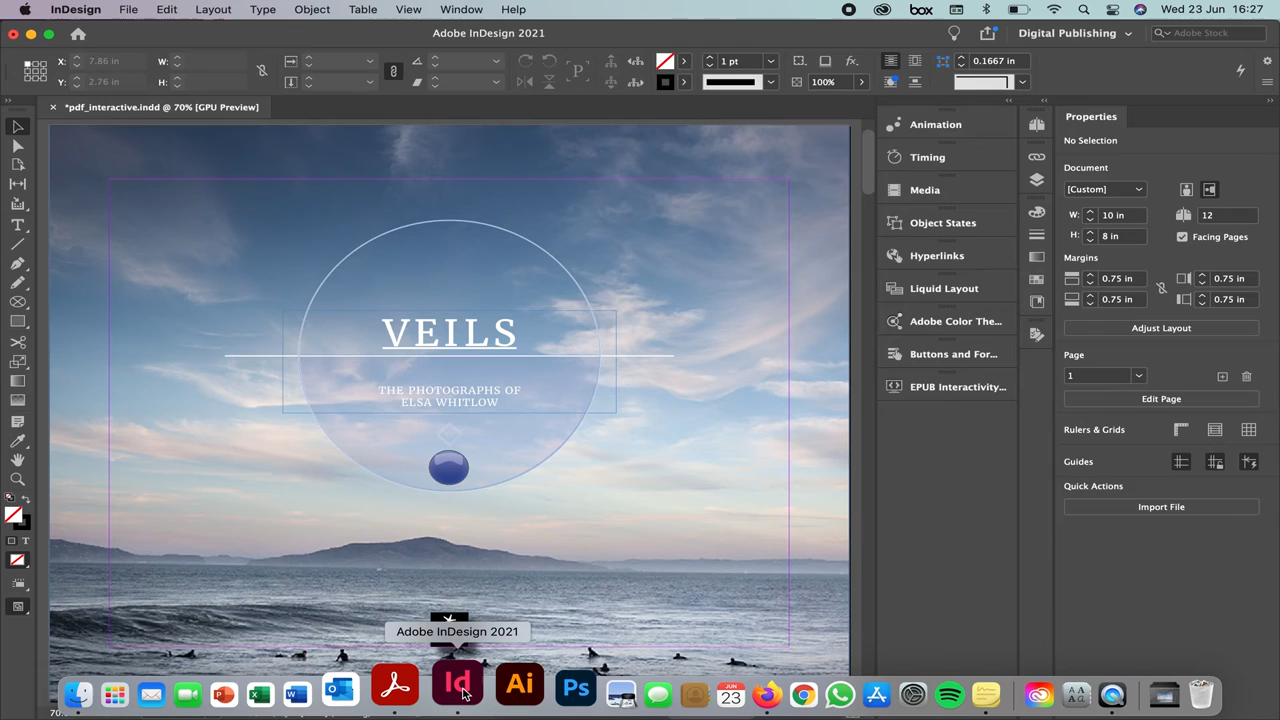 InDesign File Edit Layout Type Object Table View Window Help box Wed 23 Jun 16:27
Adobe InDesign 2021 Digital Publishing Adobe Stock
X: 7.86 in W: 1 pt fx. 0.1667 in
Y: 2.76 in H: P 100%
*pdf_interactive.indd @ 70% [GPU Preview]
VEILS
THE PHOTOGRAPHS OF
ELSA WHITLOW
Animation
Timing
Media
Object States
Hyperlinks
Liquid Layout
Adobe Color The...
Buttons and For...
EPUB Interactivity...
Properties
No Selection
Document
[Custom]
W: 10 in 12
H: 8 in Facing Pages
Margins
0.75 in 0.75 in
0.75 in 0.75 in
Adjust Layout
Page
1
Edit Page
Rulers & Grids
Guides
Quick Actions
Import File
Adobe InDesign 2021
P X W Id Ai Ps JUN 23